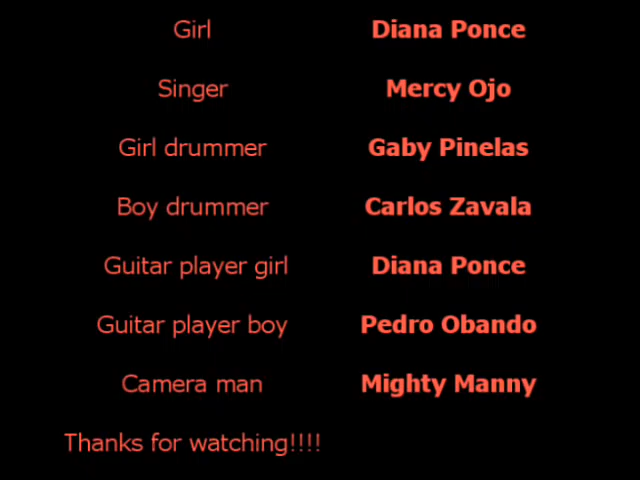 Girl Diana Ponce
Singer Mercy Ojo
Girl drummer Gaby Pinelas
Boy drummer Carlos Zavala
Guitar player girl Diana Ponce
Guitar player boy Pedro Obando
Camera man Mighty Manny
Thanks for watching!!!!